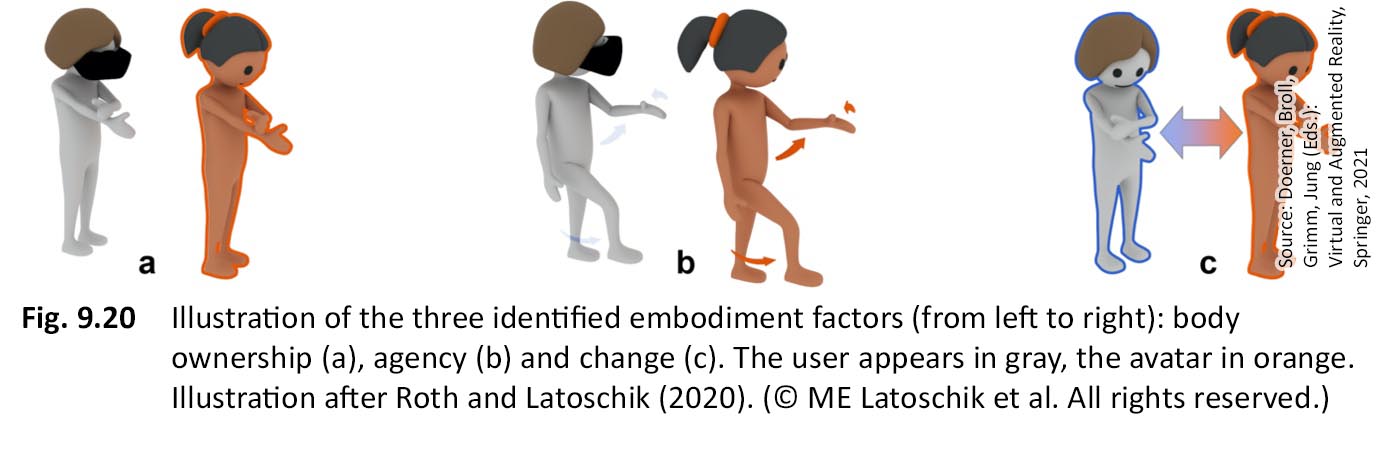 a
b
c
Source: Doerner, Broll,
Grimm, Jung (Eds.):
Virtual and Augmented Reality,
Springer, 2021
Fig. 9.20 Illustration of the three identified embodiment factors (from left to right): body
ownership (a), agency (b) and change (c). The user appears in gray, the avatar in orange.
Illustration after Roth and Latoschik (2020). (© ME Latoschik et al. All rights reserved.)